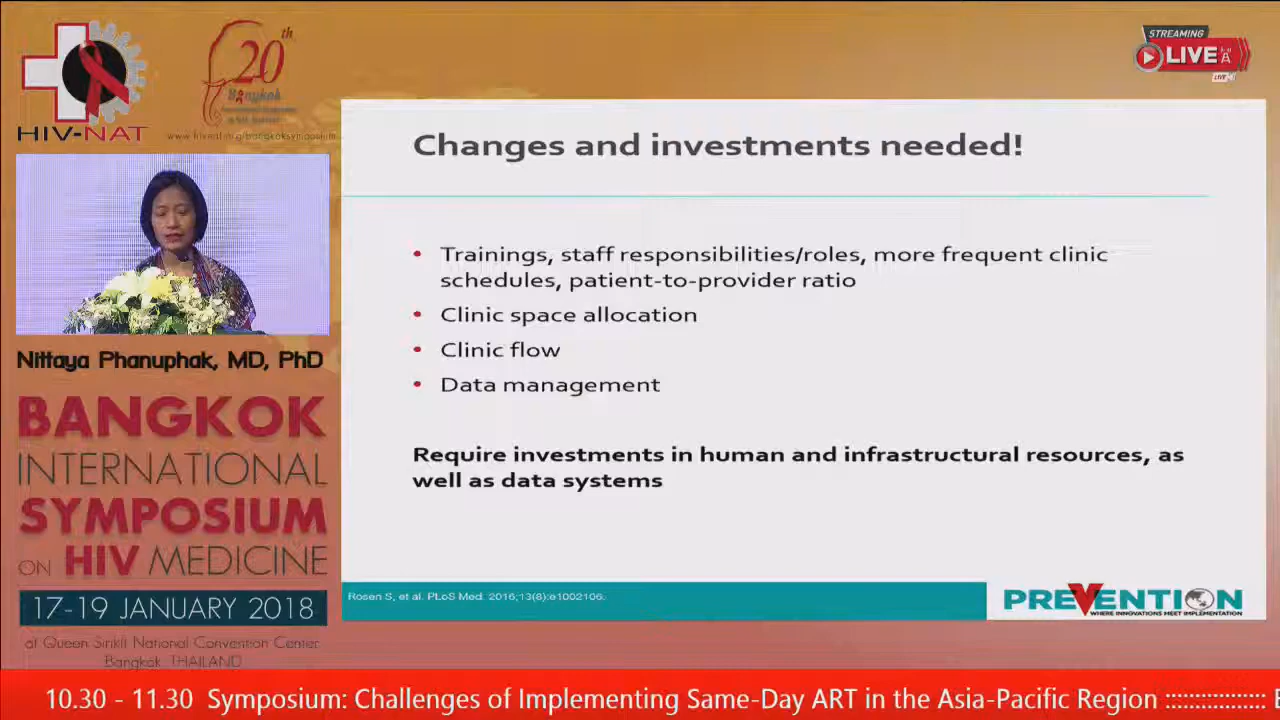 HIV-NAT
20th
Bangkok
STREAMING
LIVE
Changes and investments needed!
• Trainings, staff responsibilities/roles, more frequent clinic
schedules, patient-to-provider ratio
• Clinic space allocation
• Clinic flow
• Data management
Require investments in human and infrastructural resources, as
well as data systems
Nittaya Phanuphak, MD, PhD
BANGKOK
INTERNATIONAL
SYMPOSIUM
ON HIV MEDICINE
17-19 JANUARY 2018
at Queen Sirikit National Convention Center
Bangkok, THAILAND
Rosen S, et al. PLoS Med. 2016;13(8):e1002106.
PREVENTION
WHERE INNOVATIONS MEET IMPLEMENTATION
10.30 - 11.30 Symposium: Challenges of Implementing Same-Day ART in the Asia-Pacific Region